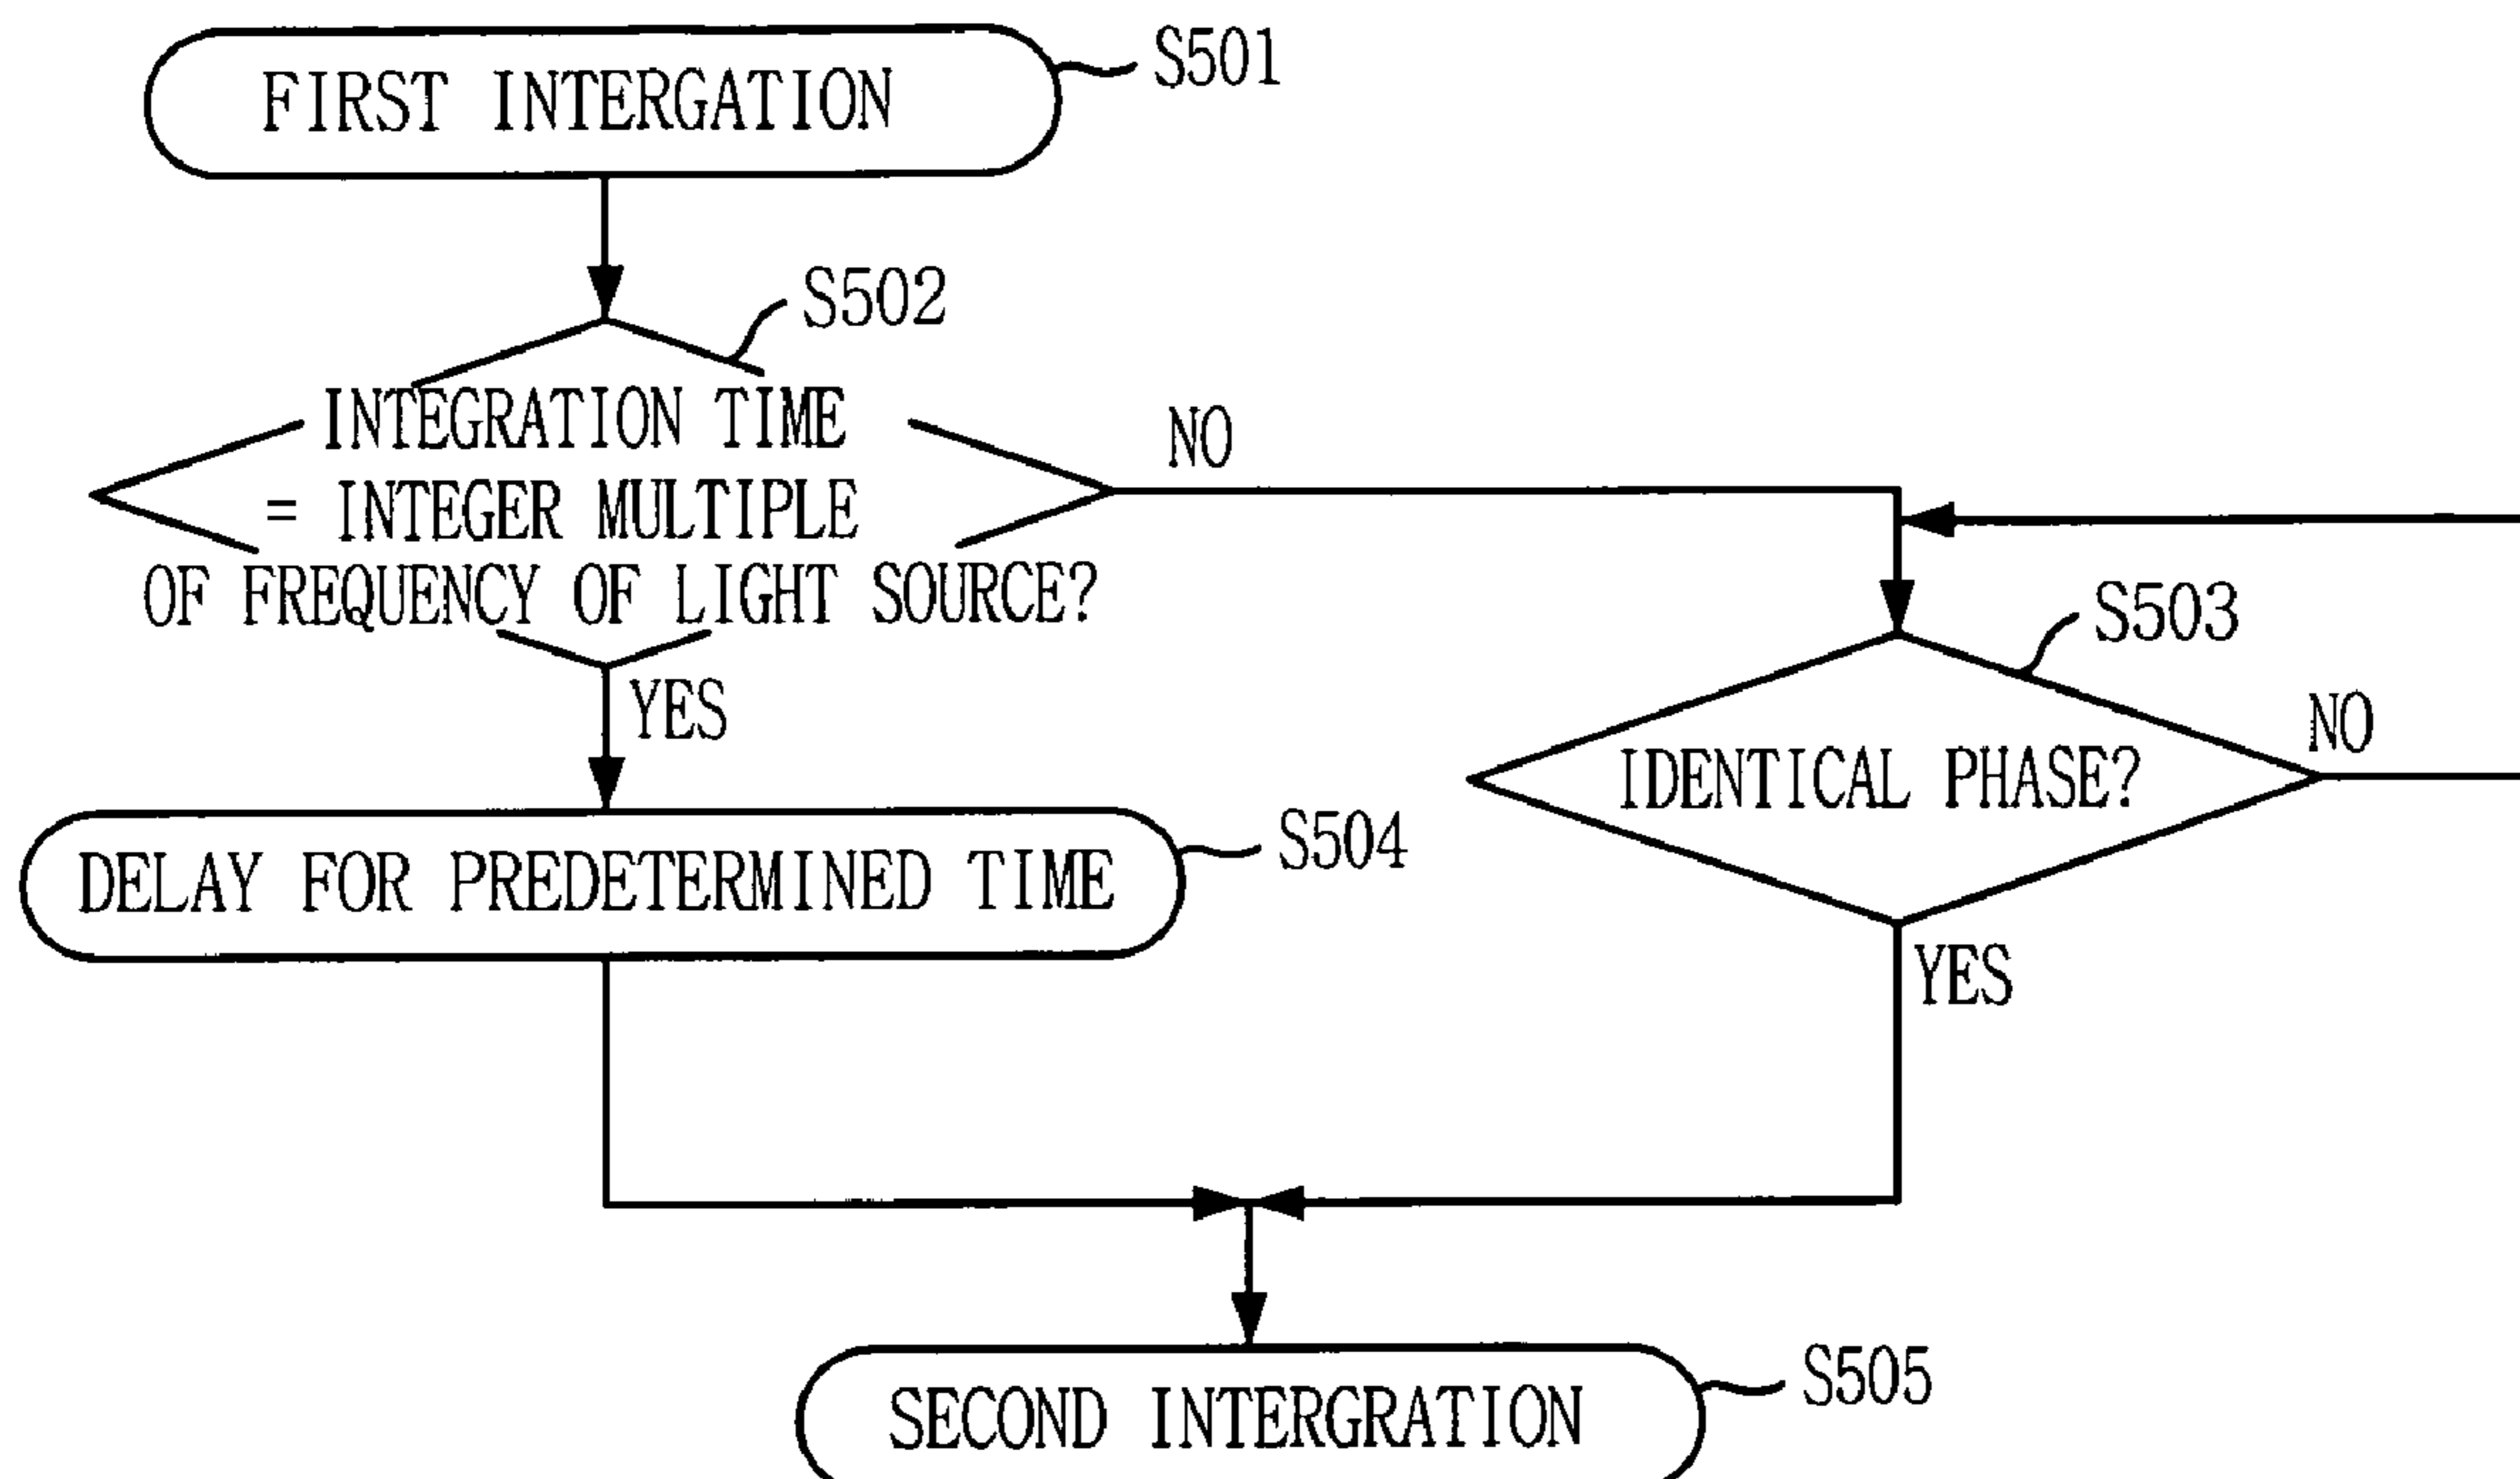 FIRST INTERGATION
S501
S502
INTEGRATION TIME
= INTEGER MULTIPLE
OF FREQUENCY OF LIGHT SOURCE?
NO
YES
S503
IDENTICAL PHASE?
NO
YES
DELAY FOR PREDETERMINED TIME
S504
SECOND INTERGRATION
S505